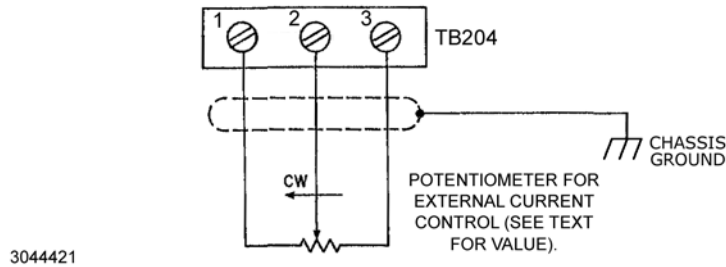 1 2 3
TB204
CHASSIS
GROUND
CW
POTENTIOMETER FOR
EXTERNAL CURRENT
CONTROL (SEE TEXT
FOR VALUE).
3044421